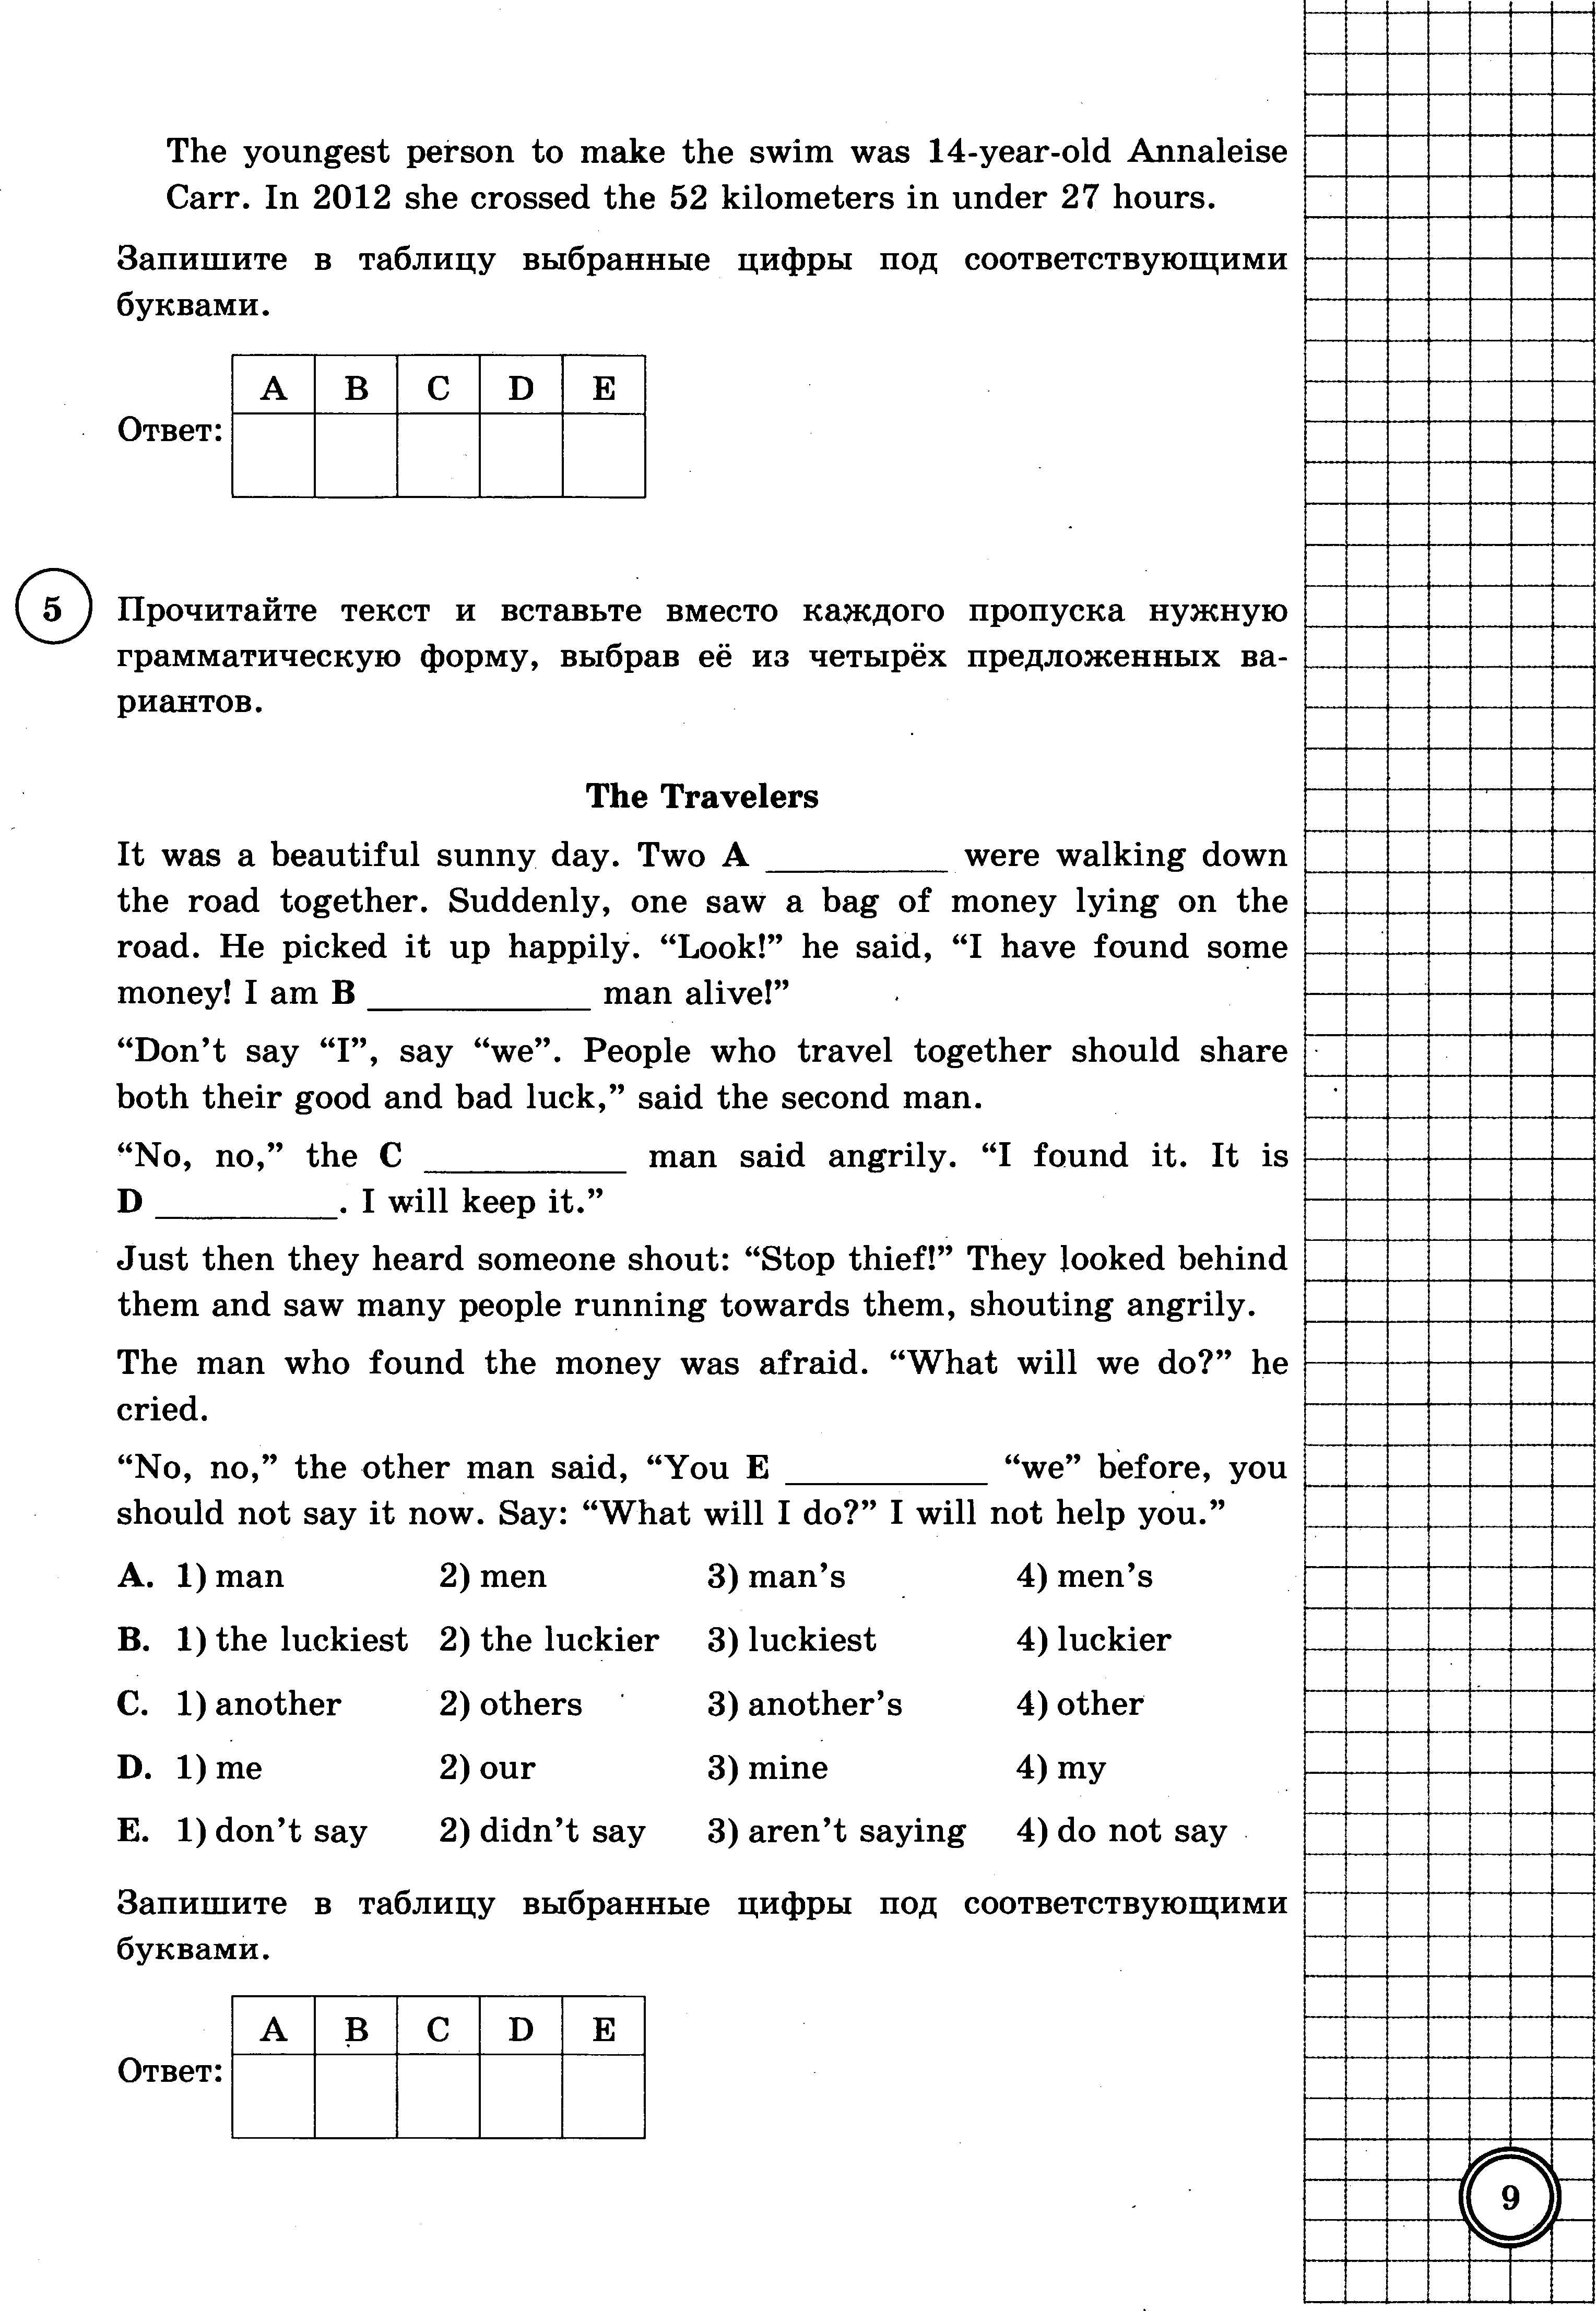 The youngest person to make the swim was 14-year-old Annaleise
Carr. In 2012 she crossed the 52 kilometers in under 27 hours.
Запишите в таблицу выбранные цифры под соответствующими
буквами.
A B C D E
Ответ:
5
Прочитайте текст и вставьте вместо каждого пропуска нужную
грамматическую форму, выбрав её из четырёх предложенных ва-
риантов.
The Travelers
It was a beautiful sunny day. Two A __________ were walking down
the road together. Suddenly, one saw a bag of money lying on the
road. He picked it up happily. “Look!” he said, “I have found some
money! I am B ____________ man alive!”
“Don’t say “I”, say “we”. People who travel together should share
both their good and bad luck,” said the second man.
“No, no,” the C ___________ man said angrily. “I found it. It is
D __________. I will keep it.”
Just then they heard someone shout: “Stop thief!” They looked behind
them and saw many people running towards them, shouting angrily.
The man who found the money was afraid. “What will we do?” he
cried.
“No, no,” the other man said, “You E ___________ “we” before, you
should not say it now. Say: “What will I do?” I will not help you.”
A. 1) man 2) men 3) man’s 4) men’s
B. 1) the luckiest 2) the luckier 3) luckiest 4) luckier
C. 1) another 2) others 3) another’s 4) other
D. 1) me 2) our 3) mine 4) my
E. 1) don’t say 2) didn’t say 3) aren’t saying 4) do not say
Запишите в таблицу выбранные цифры под соответствующими
буквами.
A B C D E
Ответ:
9